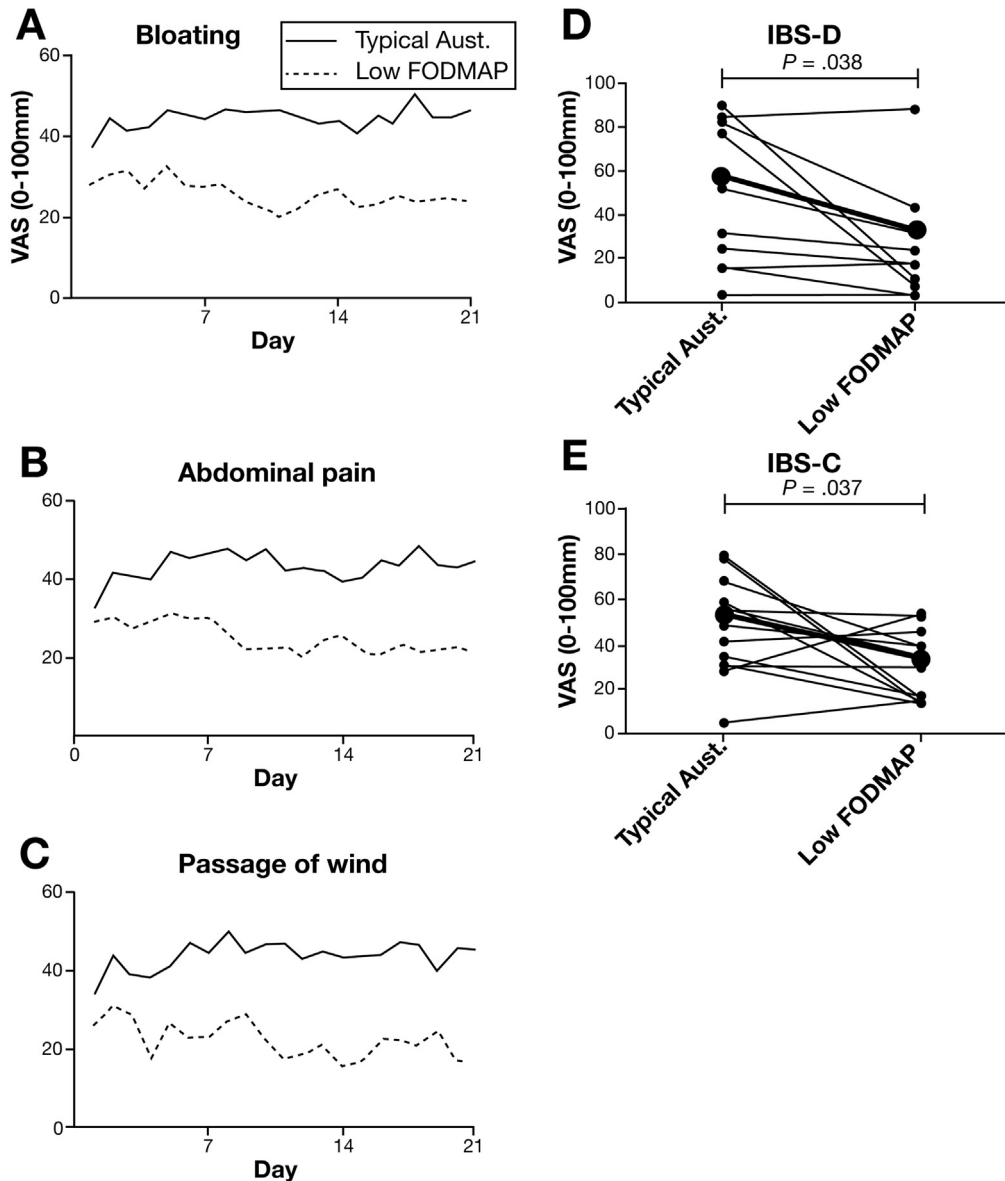 A
Bloating
Typical Aust.
Low FODMAP
VAS (0-100mm)
60
40
20
0
7
14
21
Day
B
Abdominal pain
60
40
20
0
7
14
21
Day
C
Passage of wind
60
40
20
0
7
14
21
Day
D
IBS-D
P = .038
VAS (0-100mm)
100
80
60
40
20
0
Typical Aust.
Low FODMAP
E
IBS-C
P = .037
VAS (0-100mm)
100
80
60
40
20
0
Typical Aust.
Low FODMAP